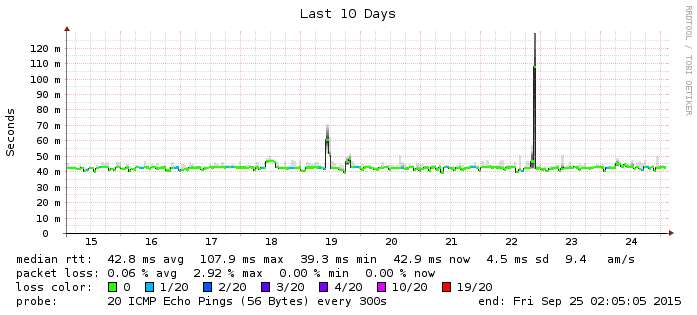 Last 10 Days
RRDTOOL / TOBI OETIKER
Seconds
120 m
110 m
100 m
90 m
80 m
70 m
60 m
50 m
40 m
30 m
20 m
10 m
0
15 16 17 18 19 20 21 22 23 24
median rtt: 42.8 ms avg 107.9 ms max 39.3 ms min 42.9 ms now 4.5 ms sd 9.4 am/s
packet loss: 0.06 % avg 2.92 % max 0.00 % min 0.00 % now
loss color: 0 1/20 2/20 3/20 4/20 10/20 19/20
probe: 20 ICMP Echo Pings (56 Bytes) every 300s end: Fri Sep 25 02:05:05 2015